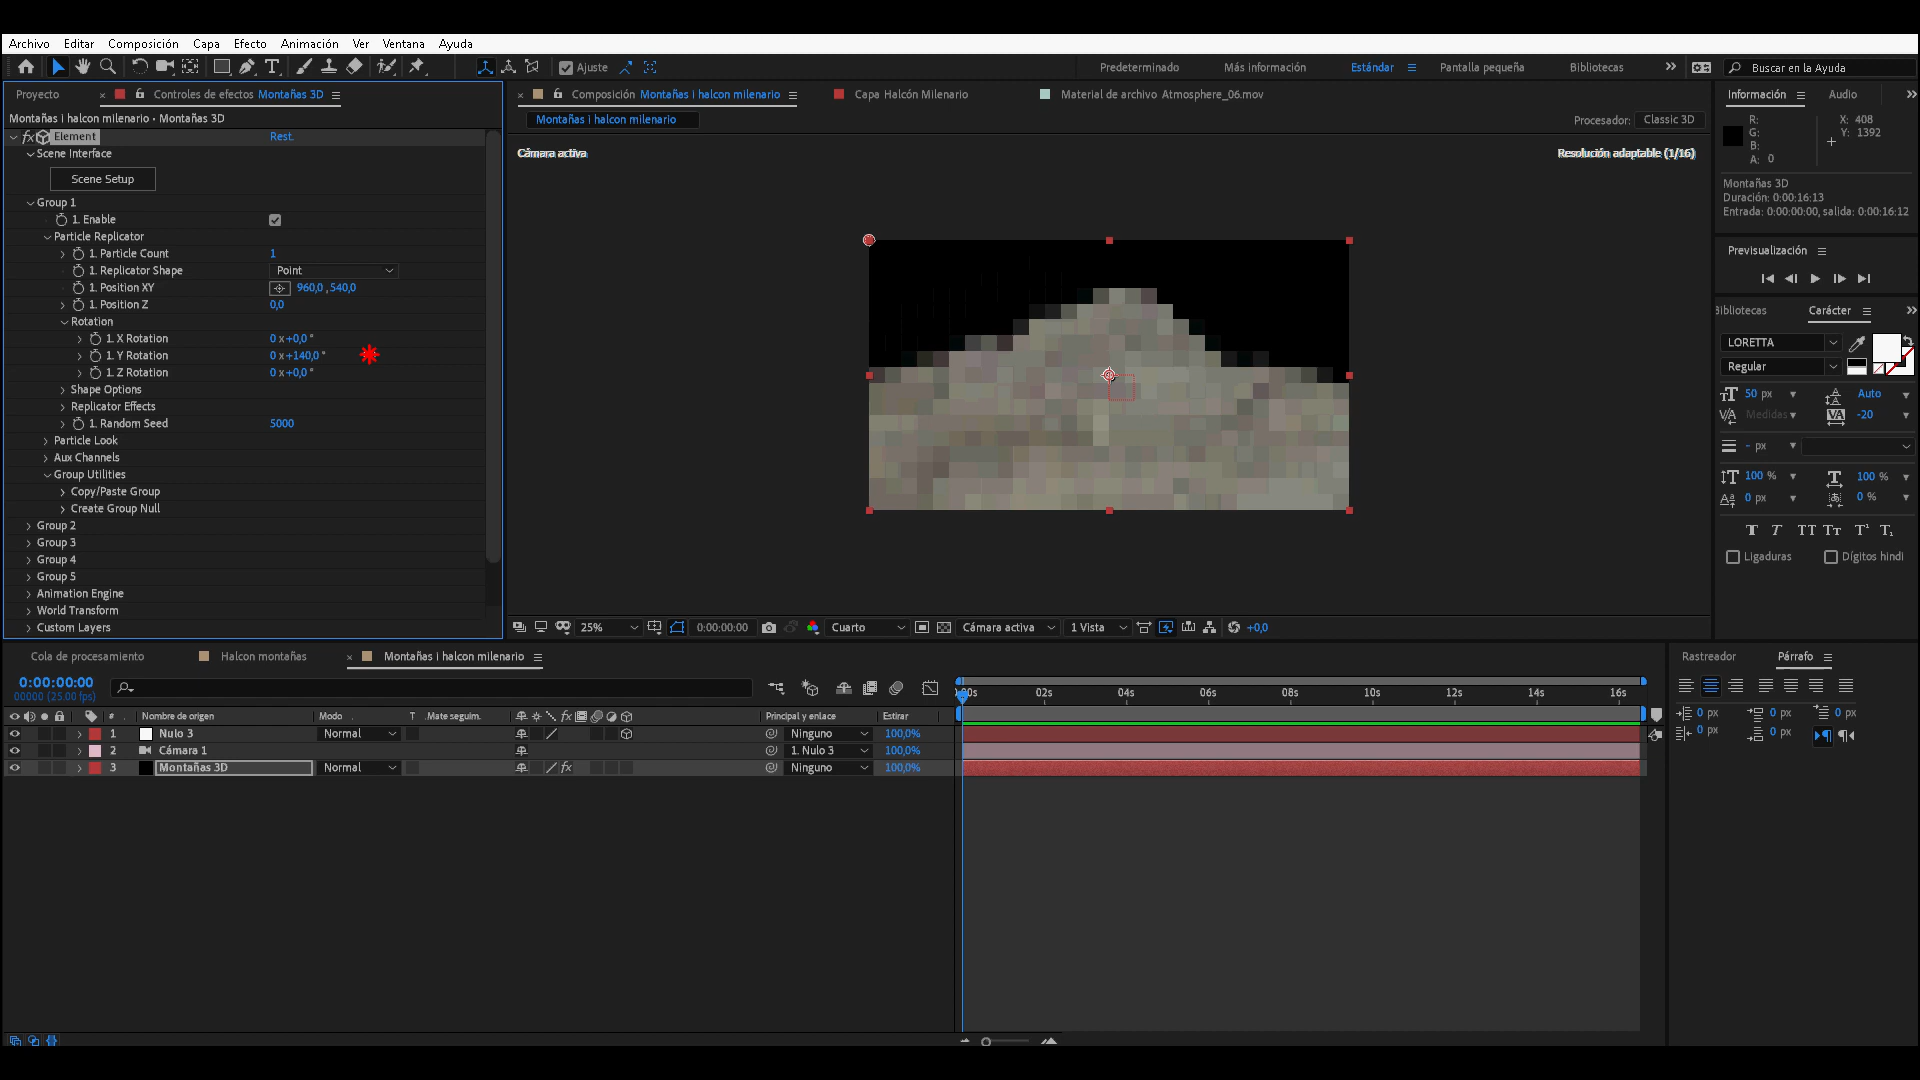 Archivo Editar Composición Capa Efecto Animación Ver Ventana Ayuda
Ajuste
Predeterminado Más información Estándar Pantalla pequeña Bibliotecas Buscar en la Ayuda
Proyecto Controles de efectos Montañas 3D
Montañas i halcon milenario • Montañas 3D
fx Element Rest.
Scene Interface
Scene Setup
Group 1
1. Enable
Particle Replicator
1. Particle Count 1
1. Replicator Shape Point
1. Position XY 960,0 ,540,0
1. Position Z 0,0
Rotation
1. X Rotation 0 x+0,0 °
1. Y Rotation 0 x+140,0 °
1. Z Rotation 0 x+0,0 °
Shape Options
Replicator Effects
1. Random Seed 5000
Particle Look
Aux Channels
Group Utilities
Copy/Paste Group
Create Group Null
Group 2
Group 3
Group 4
Group 5
Animation Engine
World Transform
Custom Layers
Composición Montañas i halcon milenario Capa Halcón Milenario Material de archivo Atmosphere_06.mov
Montañas i halcon milenario Procesador: Classic 3D
Cámara activa Resolución adaptable (1/16)
25% 0:00:00:00 Cuarto Cámara activa 1 Vista +0,0
Información Audio
R: X: 408
G: Y: 1392
B:
A: 0
Montañas 3D
Duración: 0:00:16:13
Entrada: 0:00:00:00, salida: 0:00:16:12
Previsualización
Bibliotecas Carácter
LORETTA
Regular
50 px Auto
Medidas -20
- px
100 % 100 %
0 px 0 %
T T TT Tт T¹ T₁
Ligaduras Dígitos hindi
Cola de procesamiento Halcon montañas Montañas i halcon milenario
0:00:00:00
00000 (25.00 fps)
# Nombre de origen Modo T .Mate seguim. fx Principal y enlace Estirar
1 Nulo 3 Normal Ninguno 100,0%
2 Cámara 1 1. Nulo 3 100,0%
3 Montañas 3D Normal fx Ninguno 100,0%
00s 02s 04s 06s 08s 10s 12s 14s 16s
Rastreador Párrafo
0 px 0 px 0 px
0 px 0 px